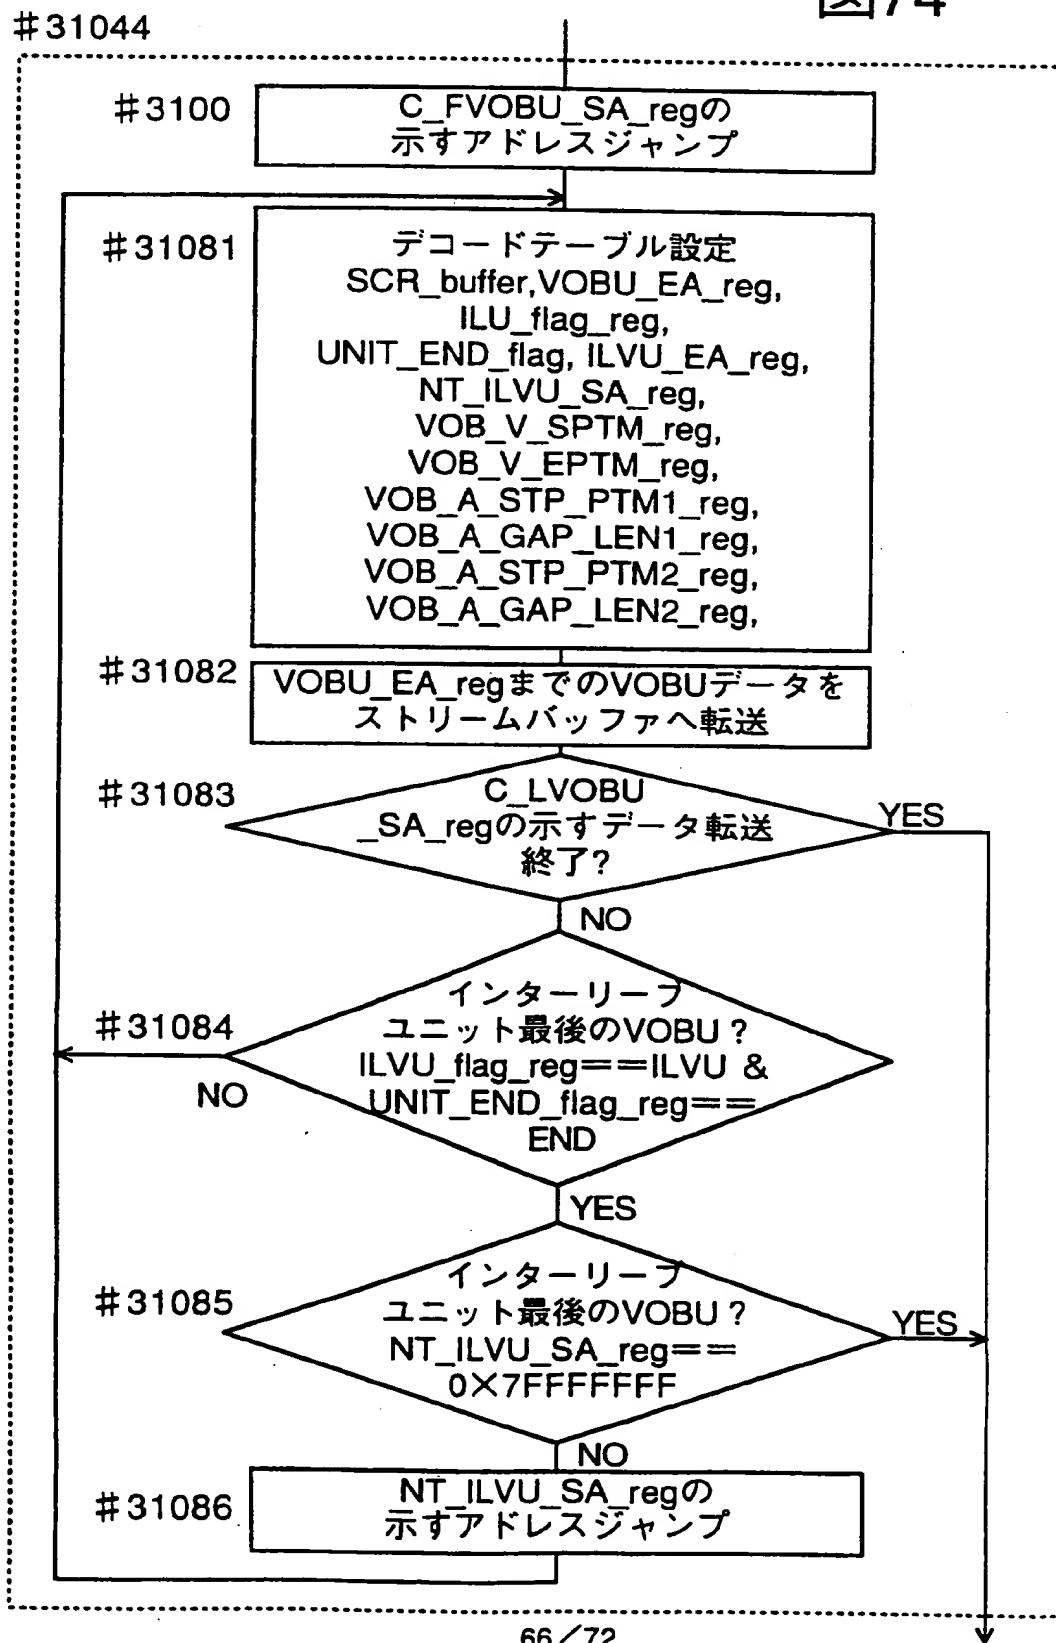 図74
#31044
#3100
C_FVOBU_SA_regの
示すアドレスジャンプ
#31081
デコードテーブル設定
SCR_buffer,VOBU_EA_reg,
ILU_flag_reg,
UNIT_END_flag, ILVU_EA_reg,
NT_ILVU_SA_reg,
VOB_V_SPTM_reg,
VOB_V_EPTM_reg,
VOB_A_STP_PTM1_reg,
VOB_A_GAP_LEN1_reg,
VOB_A_STP_PTM2_reg,
VOB_A_GAP_LEN2_reg,
#31082
VOBU_EA_regまでのVOBUデータを
ストリームバッファへ転送
#31083
C_LVOBU
_SA_regの示すデータ転送
終了?
YES
NO
#31084
インターリーブ
ユニット最後のVOBU?
ILVU_flag_reg==ILVU &
UNIT_END_flag_reg==
END
NO
YES
#31085
インターリーブ
ユニット最後のVOBU?
NT_ILVU_SA_reg==
0×7FFFFFFF
YES
NO
#31086
NT_ILVU_SA_regの
示すアドレスジャンプ
66/72